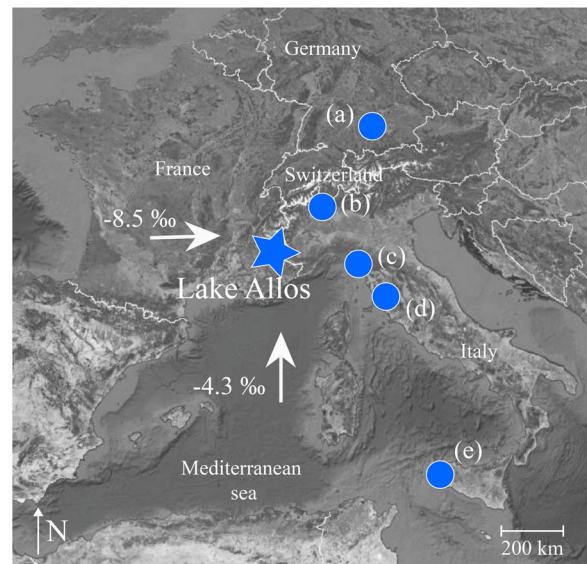 Germany
(a)
France
Switzerland
(b)
-8.5 ‰
(c)
Lake Allos
(d)
Italy
-4.3 ‰
(e)
Mediterranean
sea
N
200 km